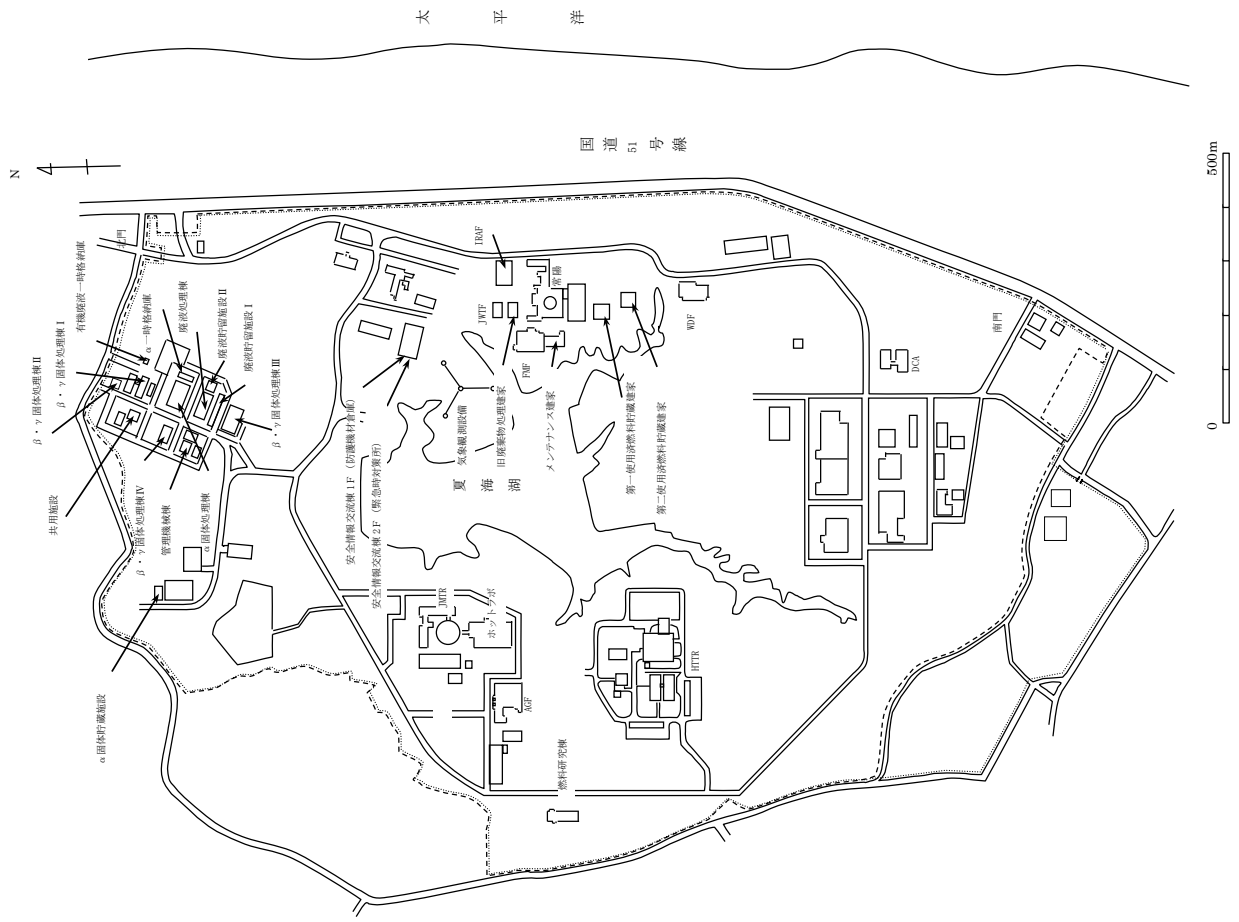 太平洋
国道51号線
N
500m
0
北門
有機廃液一時格納庫
β・γ固体処理棟Ⅰ
β・γ固体処理棟Ⅱ
α一時格納庫
廃液処理棟
廃液貯留施設Ⅱ
廃液貯留施設Ⅰ
β・γ固体処理棟Ⅲ
共用施設
β・γ固体処理棟Ⅳ
管理機械棟
α固体処理棟
α固体貯蔵施設
安全情報交流棟1F（防護機材倉庫）
安全情報交流棟2F（緊急時対策所）
気象観測設備
夏海湖
旧廃棄物処理建家
メンテナンス建家
第一使用済燃料貯蔵建家
第二使用済燃料貯蔵建家
IRAF
JWTF
常陽
FMF
WDF
DCA
南門
JMTR
ホットラボ
AGF
HTTR
燃料研究棟